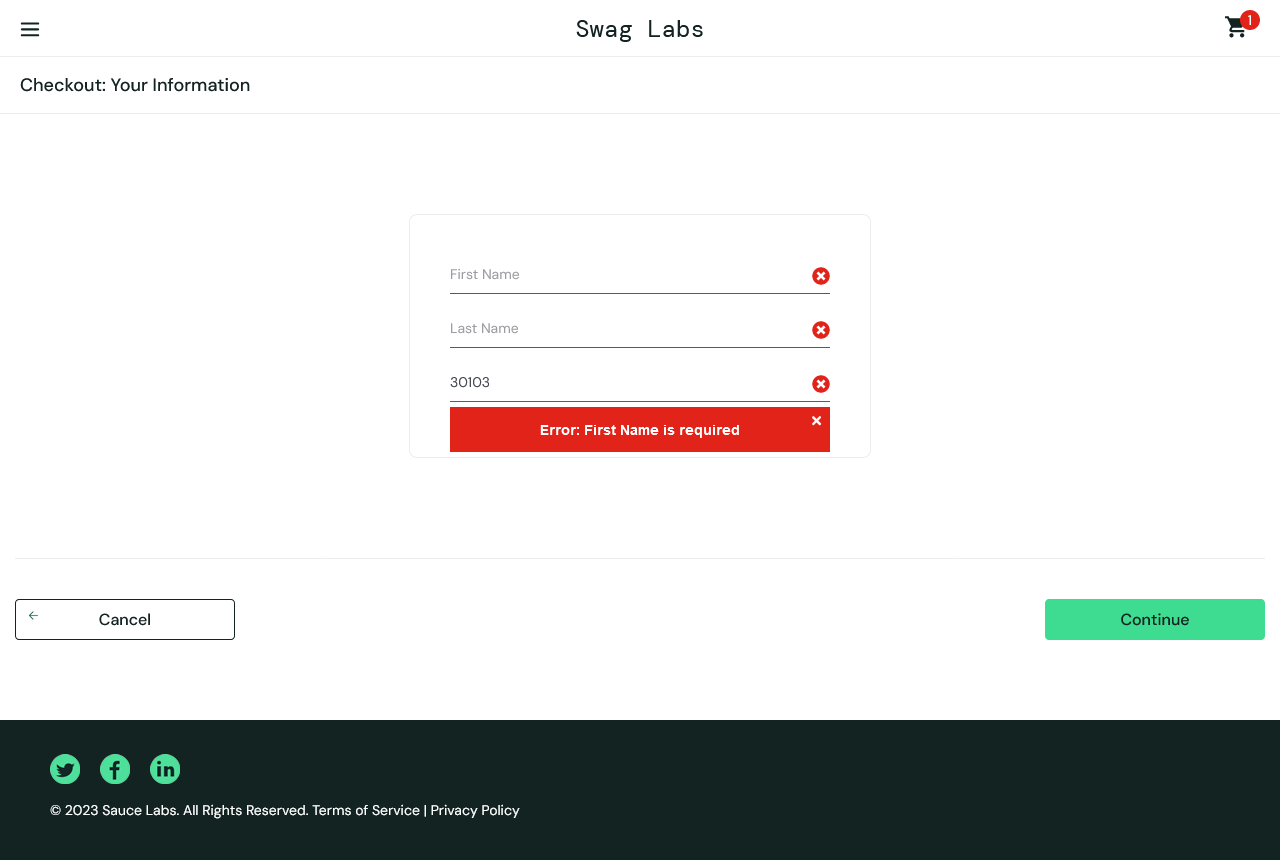 Swag Labs
1
Checkout: Your Information
First Name
Last Name
30103
Error: First Name is required
Cancel
Continue
© 2023 Sauce Labs. All Rights Reserved. Terms of Service | Privacy Policy